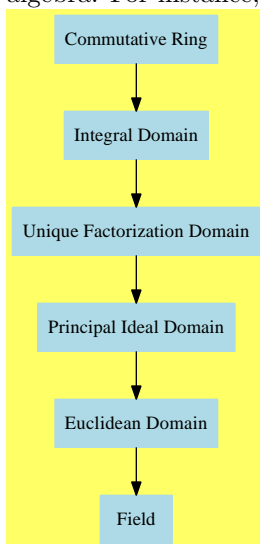 algebra. For instance,
Commutative Ring
Integral Domain
Unique Factorization Domain
Principal Ideal Domain
Euclidean Domain
Field